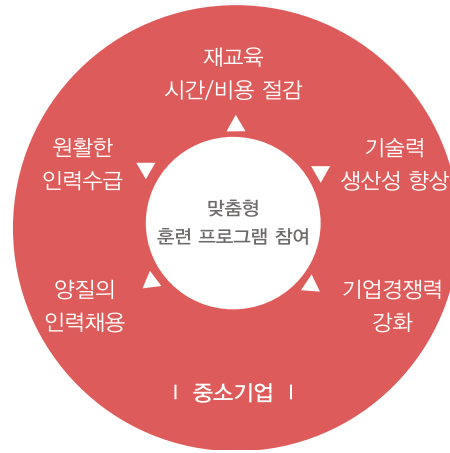 재교육
시간/비용 절감
원활한
인력수급
기술력
생산성 향상
맞춤형
훈련 프로그램 참여
양질의
인력채용
기업경쟁력
강화
| 중소기업 |